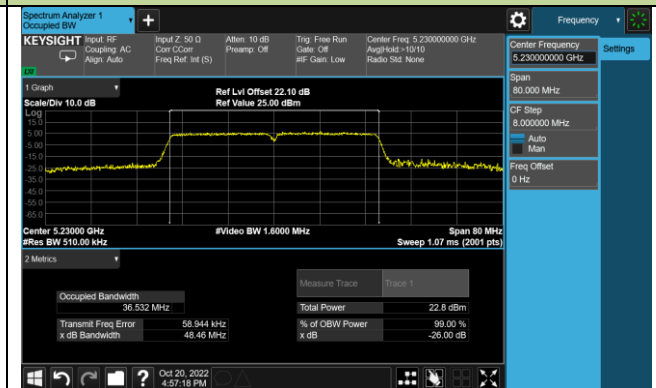 Spectrum Analyzer 1
Occupied BW
+
Frequency
KEYSIGHT
Input: RF
Coupling: AC
Align: Auto
Input Z: 50 Ω
Corr CCorr
Freq Ref: Int (S)
Atten: 10 dB
Preamp: Off
Trig: Free Run
Gate: Off
#IF Gain: Low
Center Freq: 5.230000000 GHz
Avg|Hold:>10/10
Radio Std: None
1 Graph
Scale/Div 10.0 dB
Ref Lvl Offset 22.10 dB
Ref Value 25.00 dBm
Log
15.0
5.00
-5.00
-15.0
-25.0
-35.0
-45.0
-55.0
-65.0
Center 5.23000 GHz
#Res BW 510.00 kHz
#Video BW 1.6000 MHz
Span 80 MHz
Sweep 1.07 ms (2001 pts)
2 Metrics
Measure Trace
Trace 1
Occupied Bandwidth
36.532 MHz
Total Power
22.8 dBm
Transmit Freq Error
58.944 kHz
% of OBW Power
99.00 %
x dB Bandwidth
48.46 MHz
x dB
-26.00 dB
Center Frequency
5.230000000 GHz
Settings
Span
80.000 MHz
CF Step
8.000000 MHz
Auto
Man
Freq Offset
0 Hz
?
Oct 20, 2022
4:57:18 PM